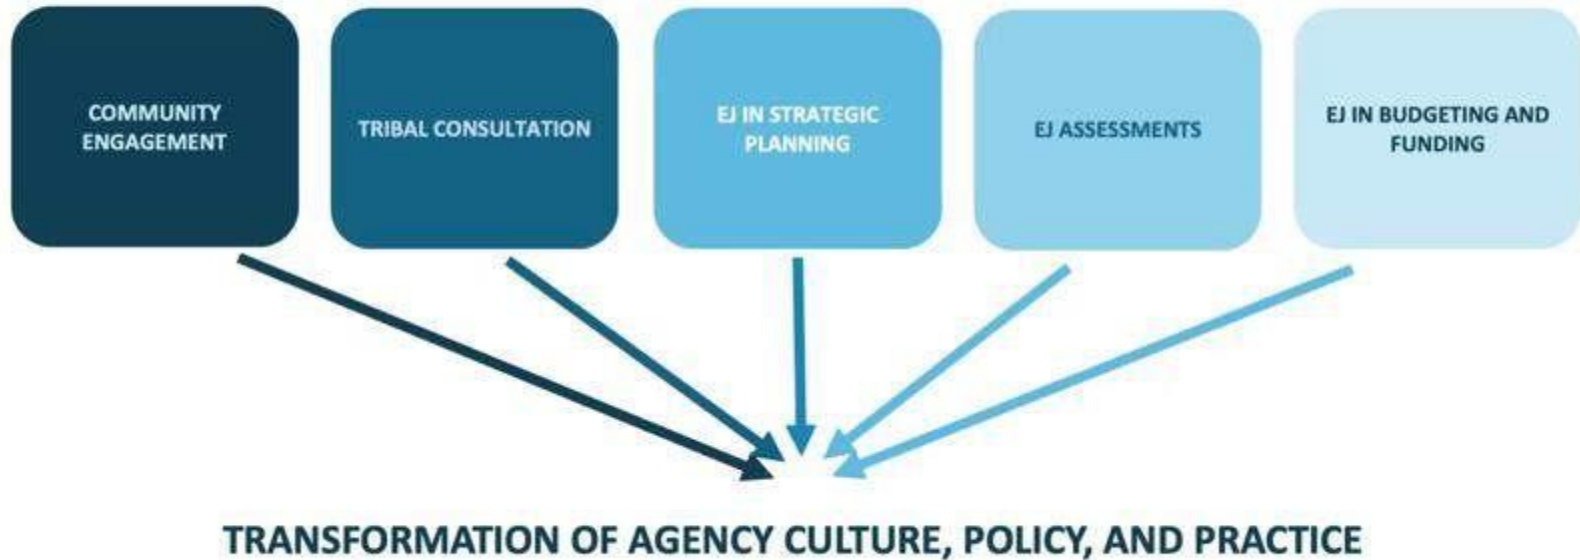 COMMUNITY
ENGAGEMENT
TRIBAL CONSULTATION
EJ IN STRATEGIC
PLANNING
EJ ASSESSMENTS
EJ IN BUDGETING AND
FUNDING
TRANSFORMATION OF AGENCY CULTURE, POLICY, AND PRACTICE